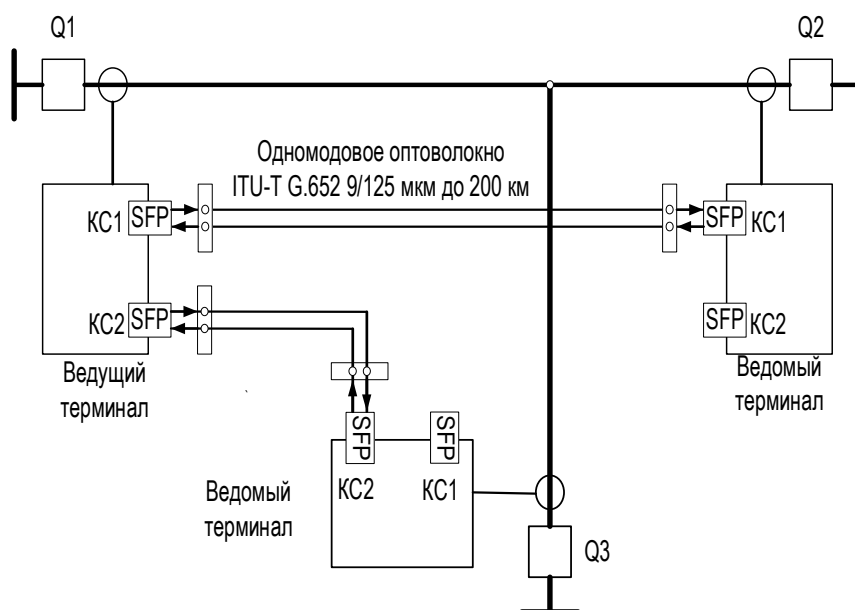 Q1
Q2
Одномодовое оптоволокно
ITU-T G.652 9/125 мкм до 200 км
КС1
SFP
SFP
КС1
КС2
SFP
SFP
КС2
Ведущий
терминал
Ведомый
терминал
SFP
SFP
КС2
КС1
Ведомый
терминал
Q3